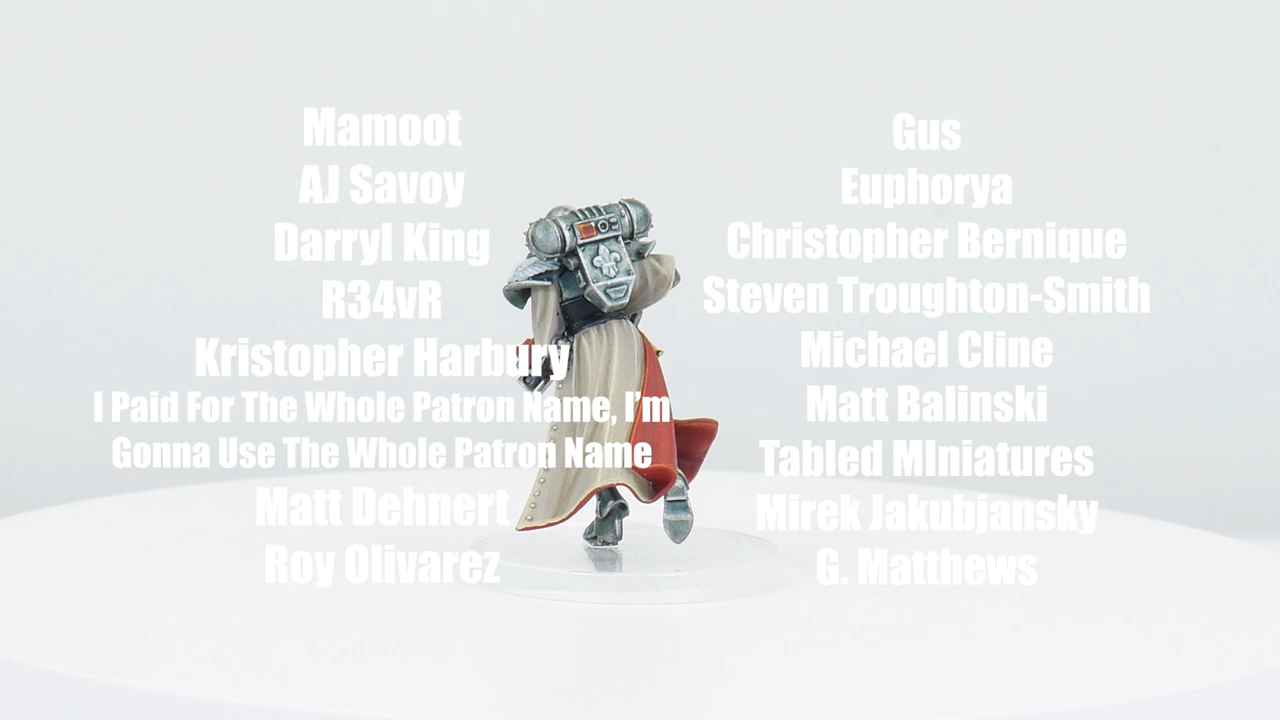 Mamoot
AJ Savoy
Darryl King
R34vR
Kristopher Harbury
I Paid For The Whole Patron Name, I'm
Gonna Use The Whole Patron Name
Matt Dehnert
Roy Olivarez
Gus
Euphorya
Christopher Bernique
Steven Troughton-Smith
Michael Cline
Matt Balinski
Tabled MIniatures
Mirek Jakubjansky
G. Matthews